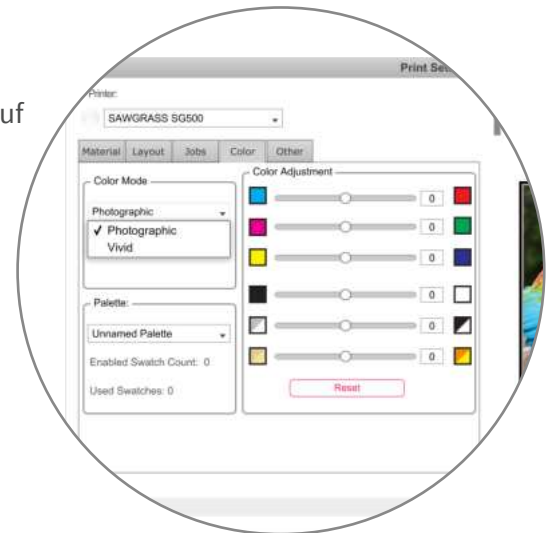 uf
Print Set
Printer:
SAWGRASS SG500
Material Layout Jobs Color Other
Color Mode
Photographic
✓ Photographic
Vivid
Palette:
Unnamed Palette
Enabled Swatch Count: 0
Used Swatches: 0
Color Adjustment
0
0
0
0
0
0
Reset